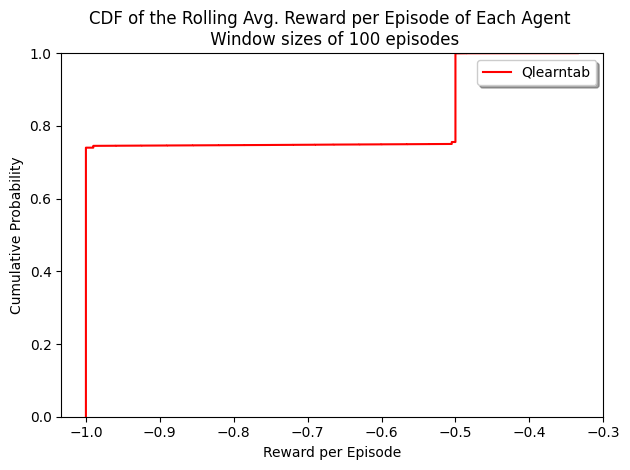 CDF of the Rolling Avg. Reward per Episode of Each Agent
Window sizes of 100 episodes
Qlearntab
1.0
0.8
0.6
0.4
0.2
0.0
Cumulative Probability
−1.0 −0.9 −0.8 −0.7 −0.6 −0.5 −0.4 −0.3
Reward per Episode